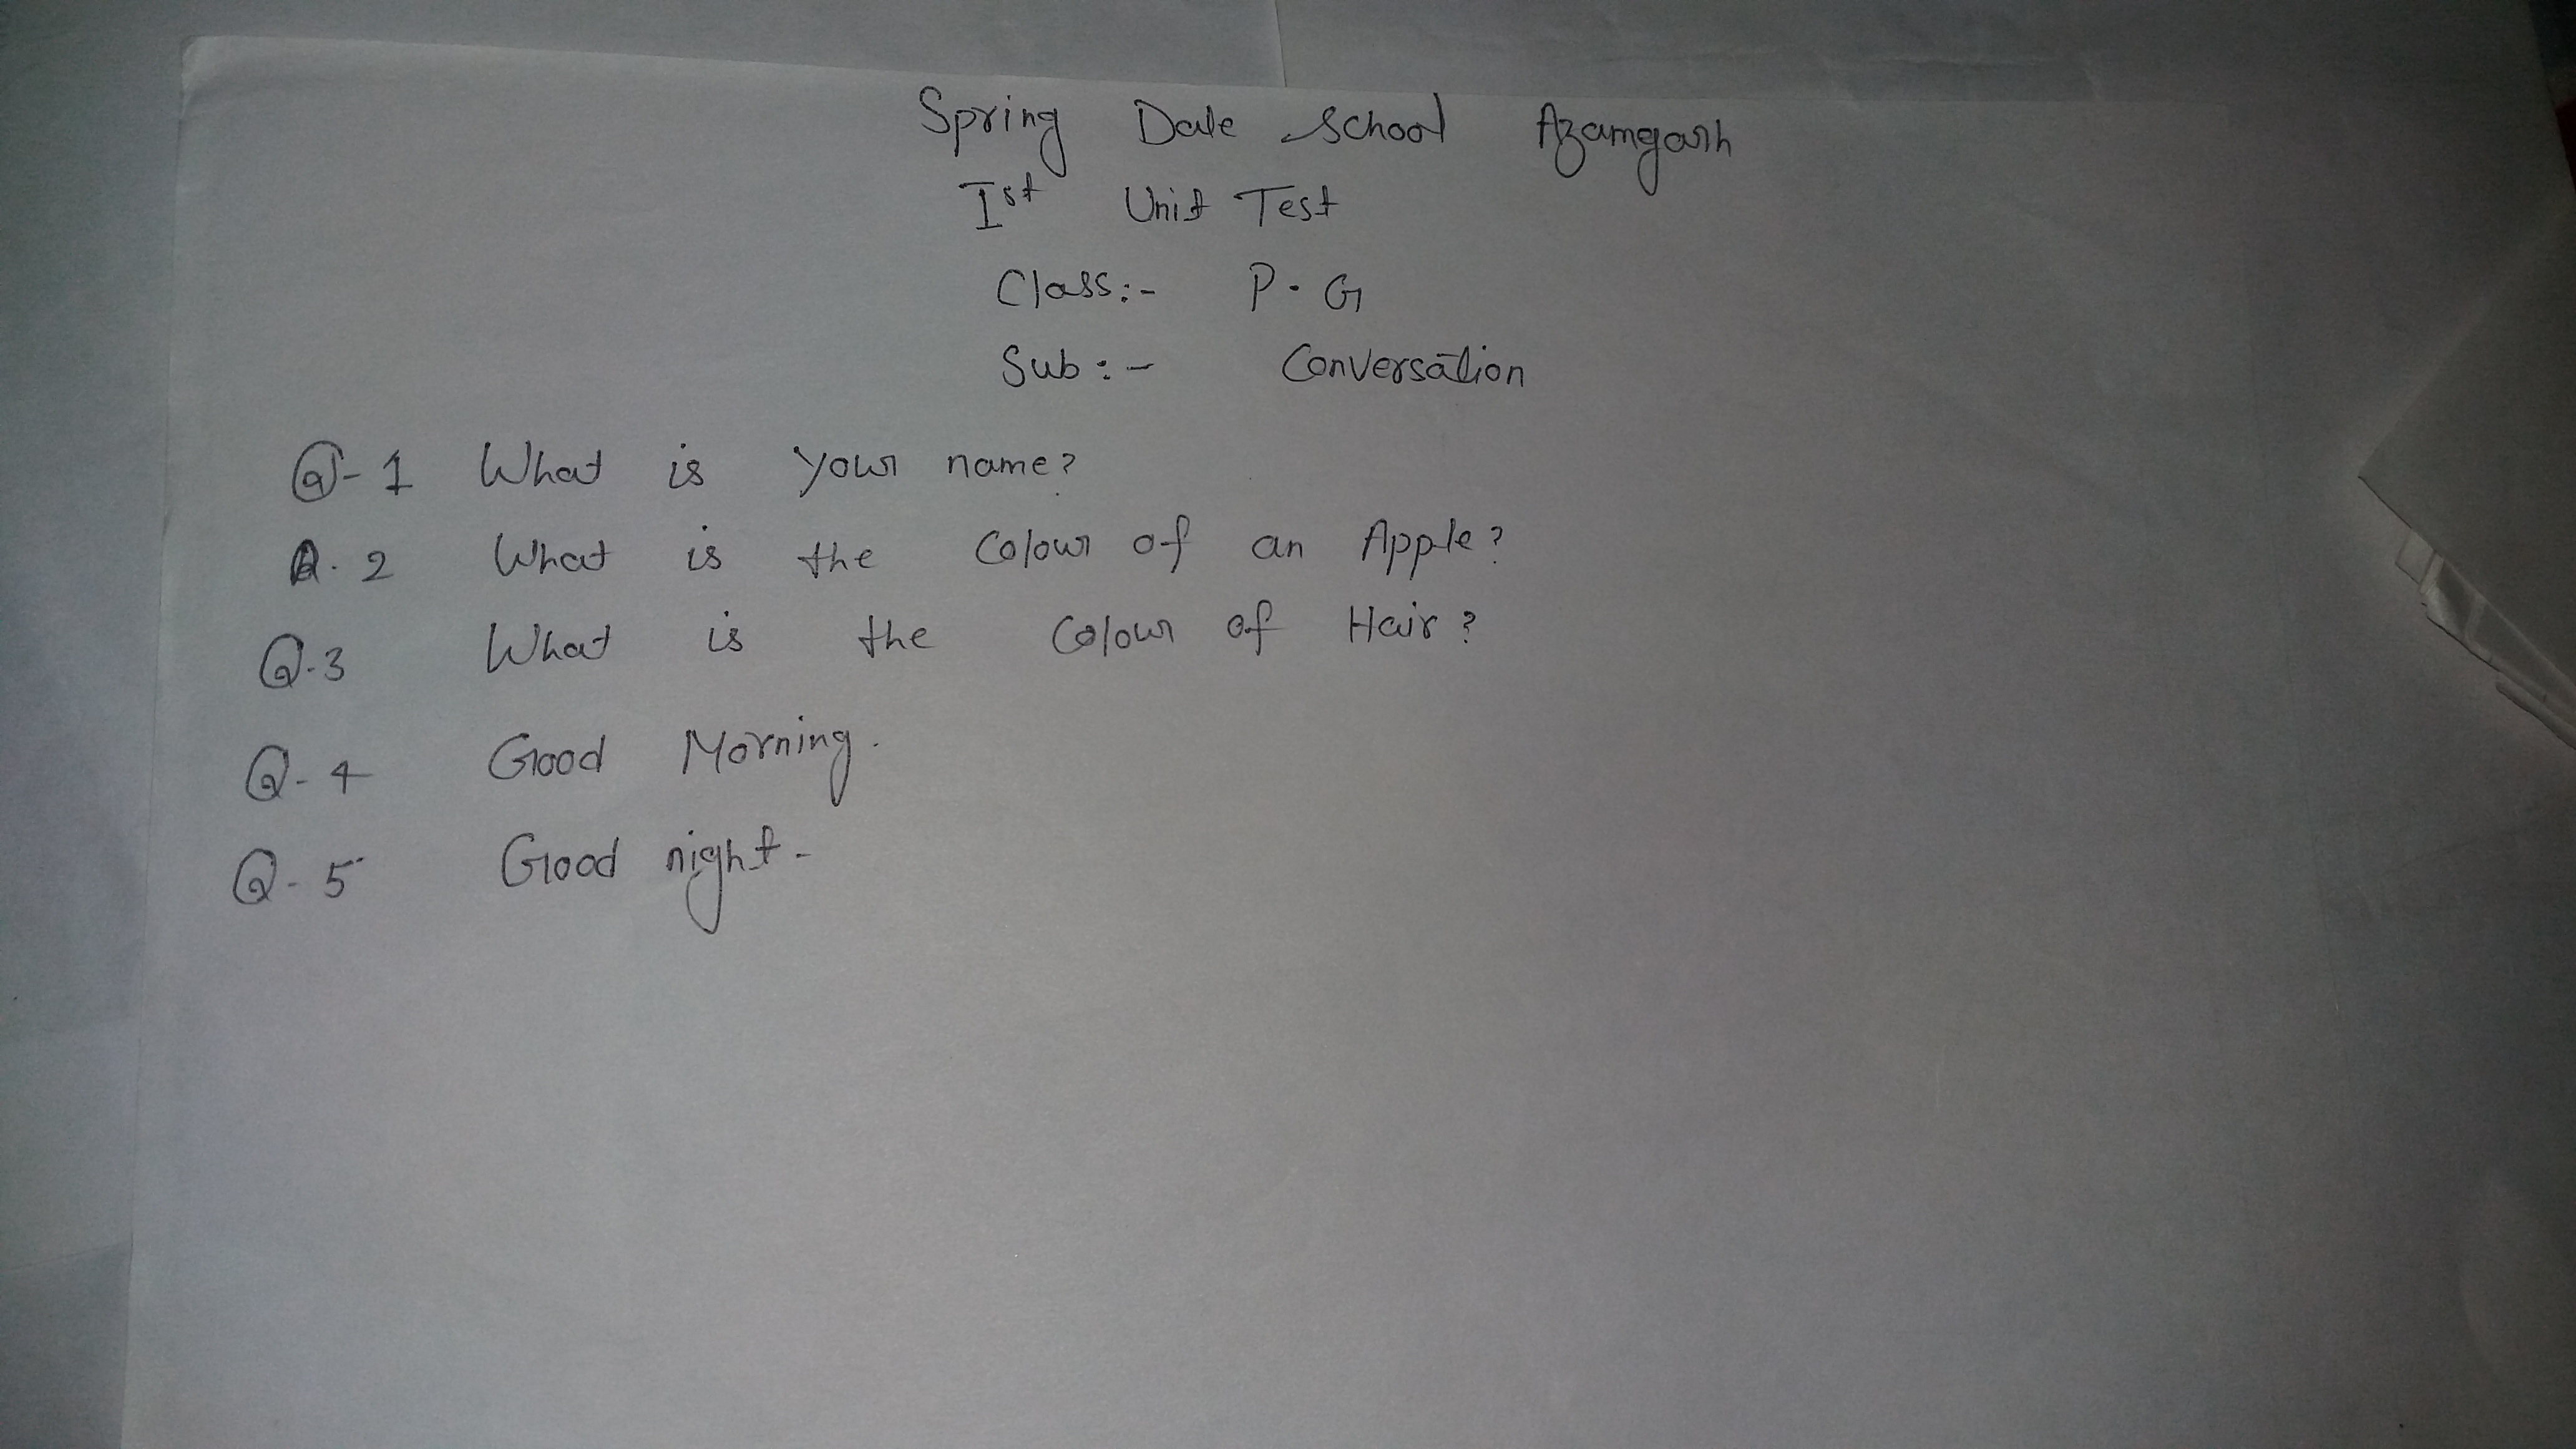 Spring Dale School Azamgarh
Ist Unit Test
Class:- P. G
Sub:- Conversation
Q-1 What is your name?
Q.2 What is the Colour of an Apple?
Q.3 What is the Colour of Hair?
Q-4 Good Morning.
Q-5 Good night-